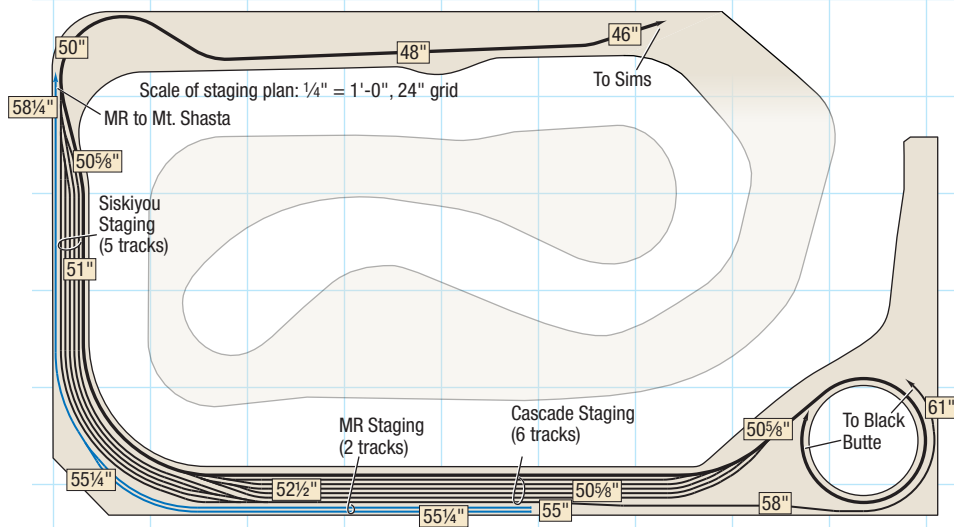 50"
48"
46"
To Sims
Scale of staging plan: ¼" = 1'-0", 24" grid
58¼"
MR to Mt. Shasta
50⅝"
Siskiyou
Staging
(5 tracks)
51"
MR Staging
(2 tracks)
Cascade Staging
(6 tracks)
50⅝"
To Black
Butte
61"
55¼"
52½"
50⅝"
55¼"
55"
58"